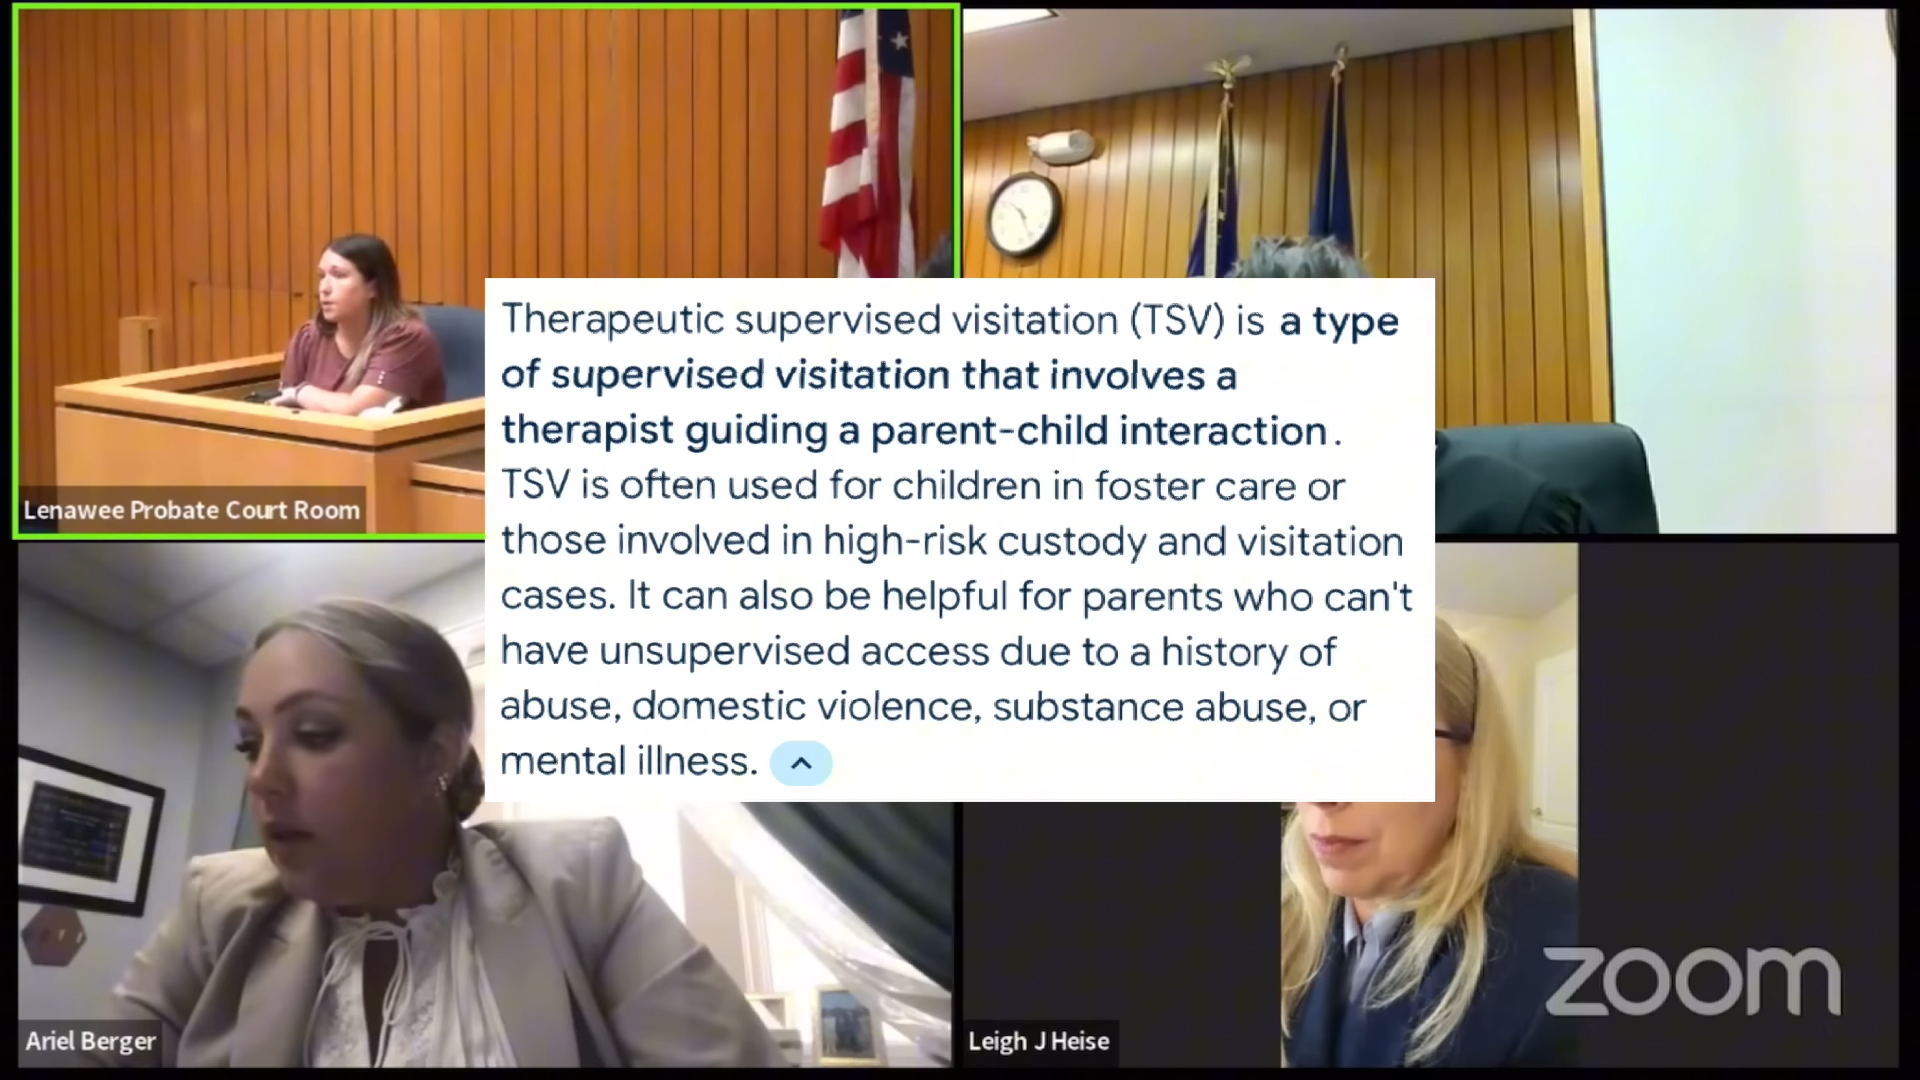 Lenawee Probate Court Room
Therapeutic supervised visitation (TSV) is a type
of supervised visitation that involves a
therapist guiding a parent-child interaction.
TSV is often used for children in foster care or
those involved in high-risk custody and visitation
cases. It can also be helpful for parents who can't
have unsupervised access due to a history of
abuse, domestic violence, substance abuse, or
mental illness.
Ariel Berger
Leigh J Heise
zoom